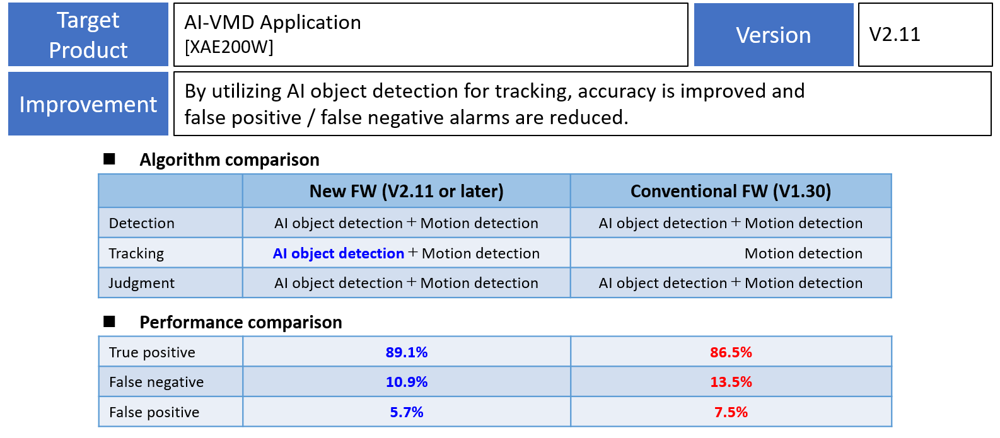 Target
Product
AI-VMD Application
[XAE200W]
Version
V2.11
Improvement
By utilizing AI object detection for tracking, accuracy is improved and
false positive / false negative alarms are reduced.
■ Algorithm comparison
New FW (V2.11 or later) Conventional FW (V1.30)
Detection AI object detection + Motion detection AI object detection + Motion detection
Tracking AI object detection + Motion detection Motion detection
Judgment AI object detection + Motion detection AI object detection + Motion detection
■ Performance comparison
True positive 89.1% 86.5%
False negative 10.9% 13.5%
False positive 5.7% 7.5%